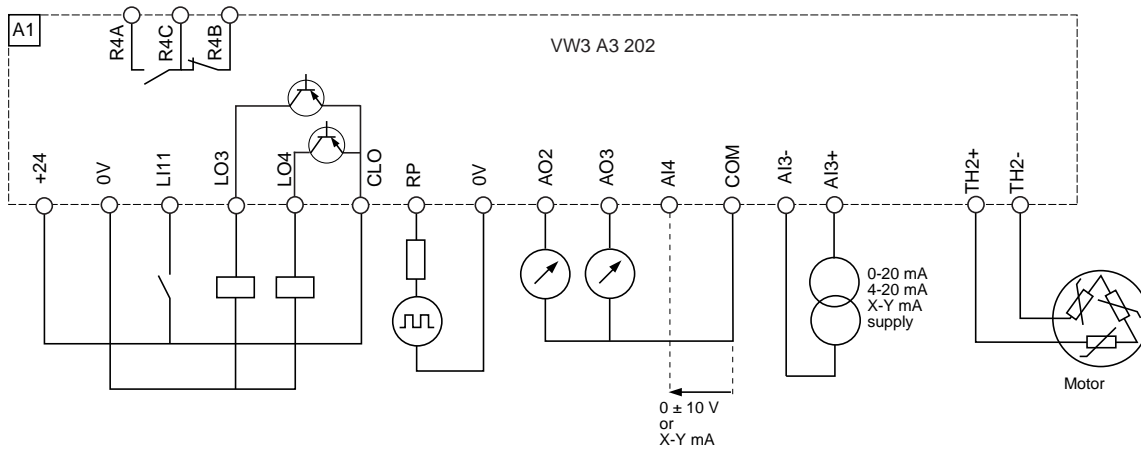 A1
R4A
R4C
R4B
VW3 A3 202
+24
0V
LI11
LO3
LO4
CLO
RP
0V
AO2
AO3
AI4
COM
AI3-
AI3+
TH2+
TH2-
0-20 mA
4-20 mA
X-Y mA
supply
Motor
0 ± 10 V
or
X-Y mA